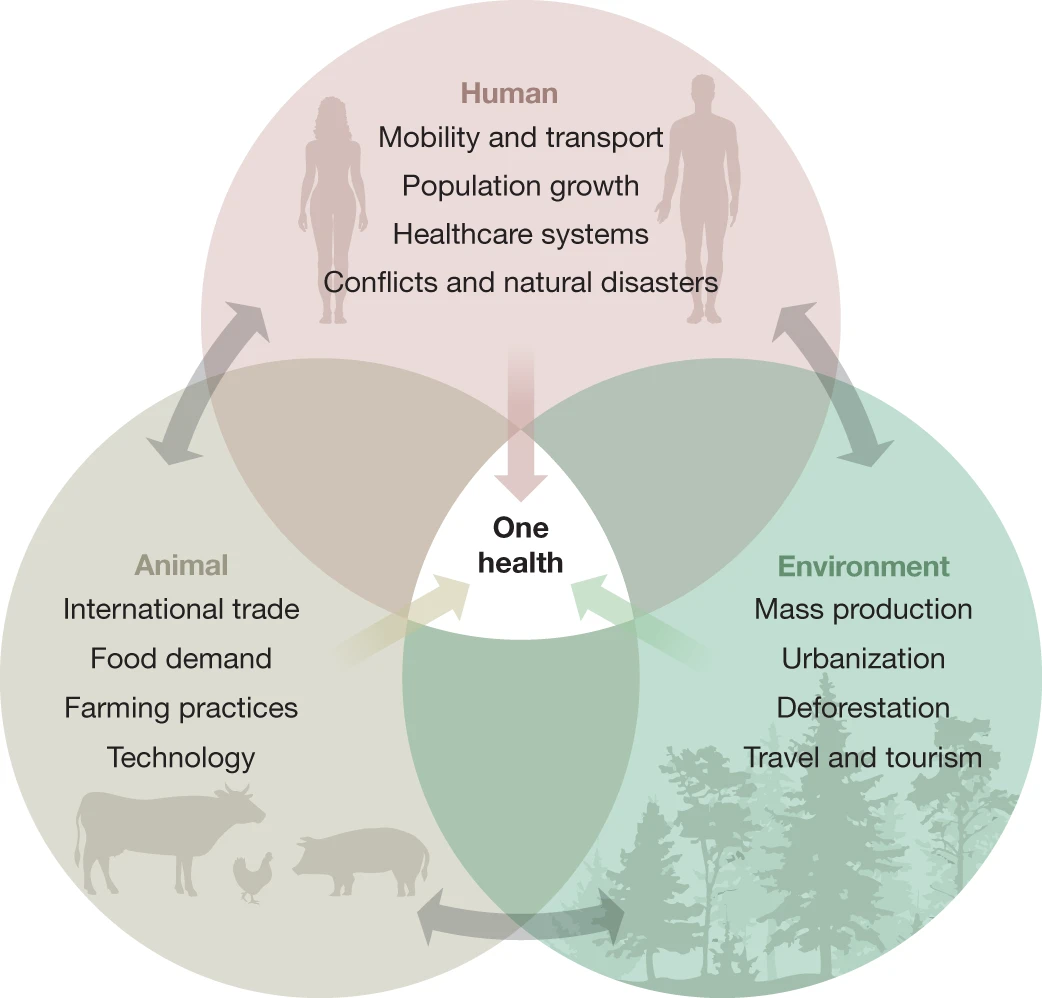 Human
Mobility and transport
Population growth
Healthcare systems
Conflicts and natural disasters
One
health
Animal
International trade
Food demand
Farming practices
Technology
Environment
Mass production
Urbanization
Deforestation
Travel and tourism